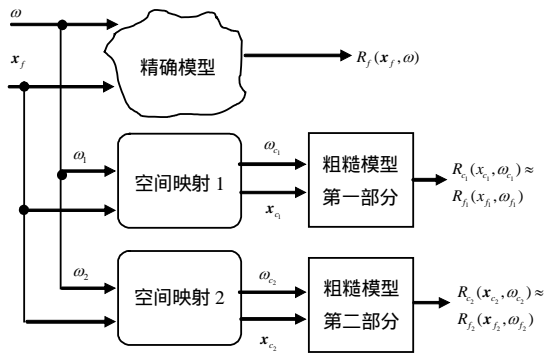 ω
x_f
精确模型
R_f(x_f,ω)
ω_1
空间映射 1
ω_{c_1}
x_{c_1}
粗糙模型
第一部分
R_{c_1}(x_{c_1},ω_{c_1})≈
R_{f_1}(x_{f_1},ω_{f_1})
ω_2
空间映射 2
ω_{c_2}
x_{c_2}
粗糙模型
第二部分
R_{c_2}(x_{c_2},ω_{c_2})≈
R_{f_2}(x_{f_2},ω_{f_2})